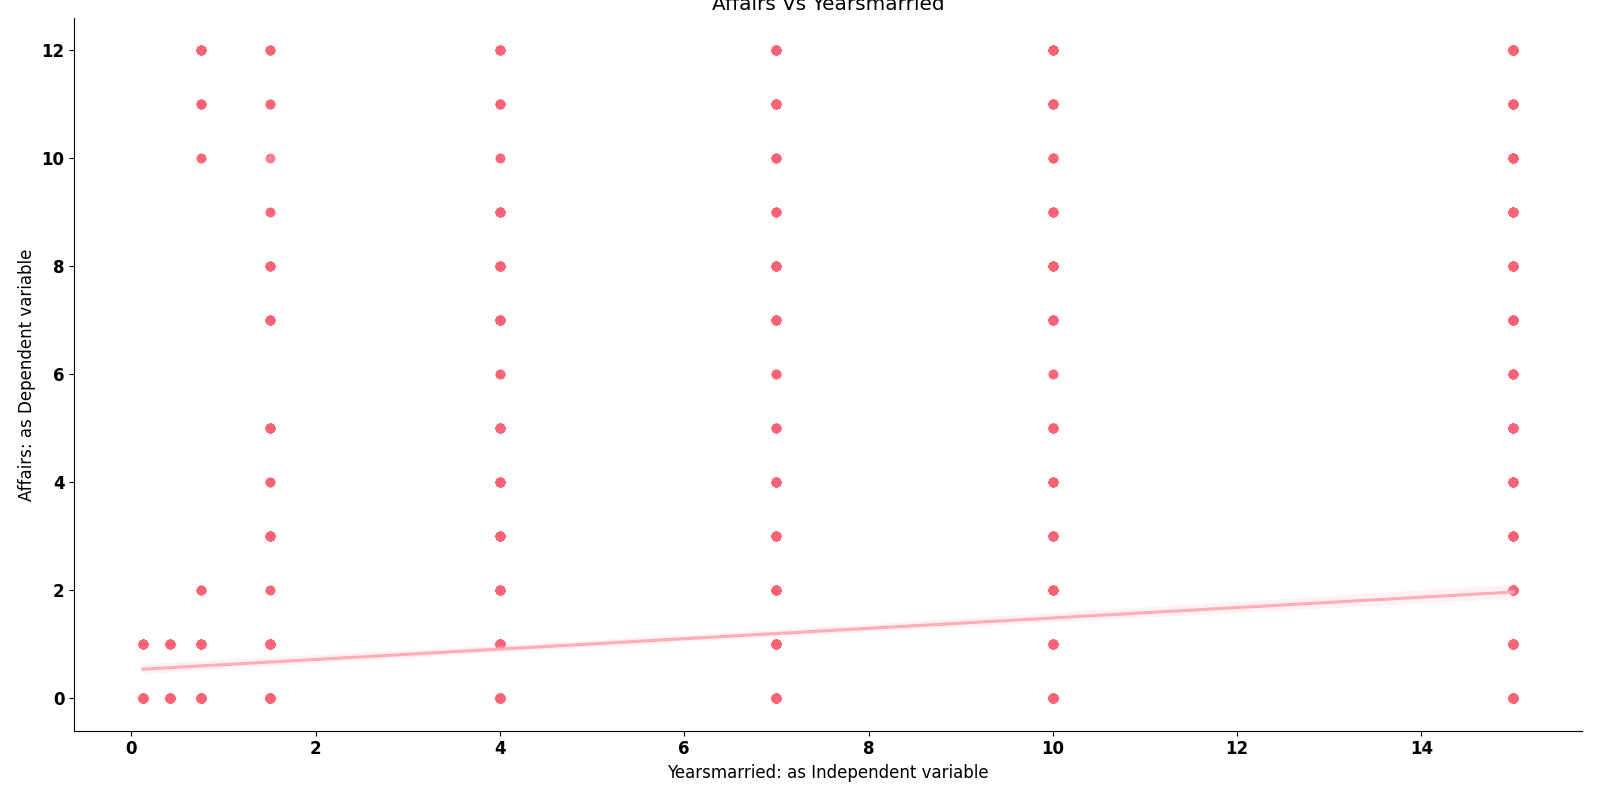 Affairs Vs Yearsmarried
12
10
8
6
4
2
0
Affairs: as Dependent variable
0 2 4 6 8 10 12 14
Yearsmarried: as Independent variable